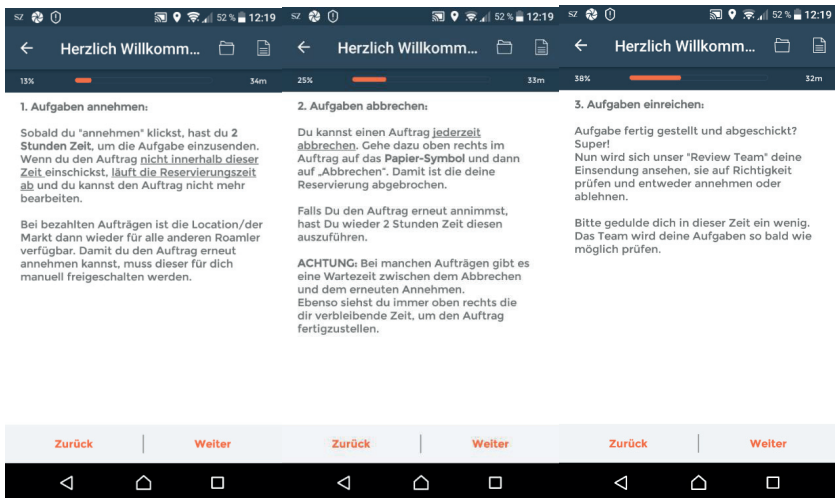 SZ 52 % 12:19
Herzlich Willkomm...
13% 34m
1. Aufgaben annehmen:
Sobald du "annehmen" klickst, hast du 2
Stunden Zeit, um die Aufgabe einzusenden.
Wenn du den Auftrag nicht innerhalb dieser
Zeit einschickst, läuft die Reservierungszeit
ab und du kannst den Auftrag nicht mehr
bearbeiten.
Bei bezahlten Aufträgen ist die Location/der
Markt dann wieder für alle anderen Roamler
verfügbar. Damit du den Auftrag erneut
annehmen kannst, muss dieser für dich
manuell freigeschalten werden.
Zurück Weiter
SZ 52 % 12:19
Herzlich Willkomm...
25% 33m
2. Aufgaben abbrechen:
Du kannst einen Auftrag jederzeit
abbrechen. Gehe dazu oben rechts im
Auftrag auf das Papier-Symbol und dann
auf „Abbrechen“. Damit ist die deine
Reservierung abgebrochen.
Falls Du den Auftrag erneut annimmst,
hast Du wieder 2 Stunden Zeit diesen
auszuführen.
ACHTUNG: Bei manchen Aufträgen gibt es
eine Wartezeit zwischen dem Abbrechen
und dem erneuten Annehmen.
Ebenso siehst du immer oben rechts die
dir verbleibende Zeit, um den Auftrag
fertigzustellen.
Zurück Weiter
SZ 52 % 12:19
Herzlich Willkomm...
38% 32m
3. Aufgaben einreichen:
Aufgabe fertig gestellt und abgeschickt?
Super!
Nun wird sich unser "Review Team" deine
Einsendung ansehen, sie auf Richtigkeit
prüfen und entweder annehmen oder
ablehnen.
Bitte gedulde dich in dieser Zeit ein wenig.
Das Team wird deine Aufgaben so bald wie
möglich prüfen.
Zurück Weiter